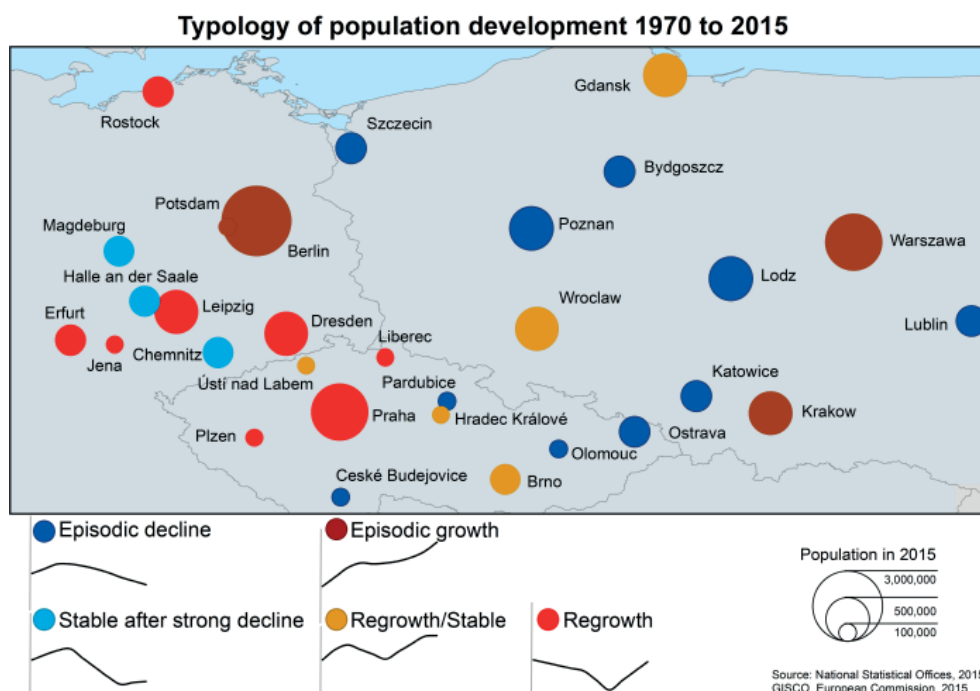 Typology of population development 1970 to 2015
Gdansk
Rostock
Szczecin
Bydgoszcz
Potsdam
Berlin
Magdeburg
Poznan
Warszawa
Halle an der Saale
Lodz
Erfurt
Leipzig
Wroclaw
Dresden
Liberec
Lublin
Jena
Chemnitz
Ústí nad Labem
Pardubice
Katowice
Praha
Hradec Králové
Krakow
Plzen
Ostrava
Olomouc
Ceské Budejovice
Brno
Episodic decline
Episodic growth
Stable after strong decline
Regrowth/Stable
Regrowth
Population in 2015
3,000,000
500,000
100,000
Source: National Statistical Offices, 2015
GISCO, European Commission, 2015